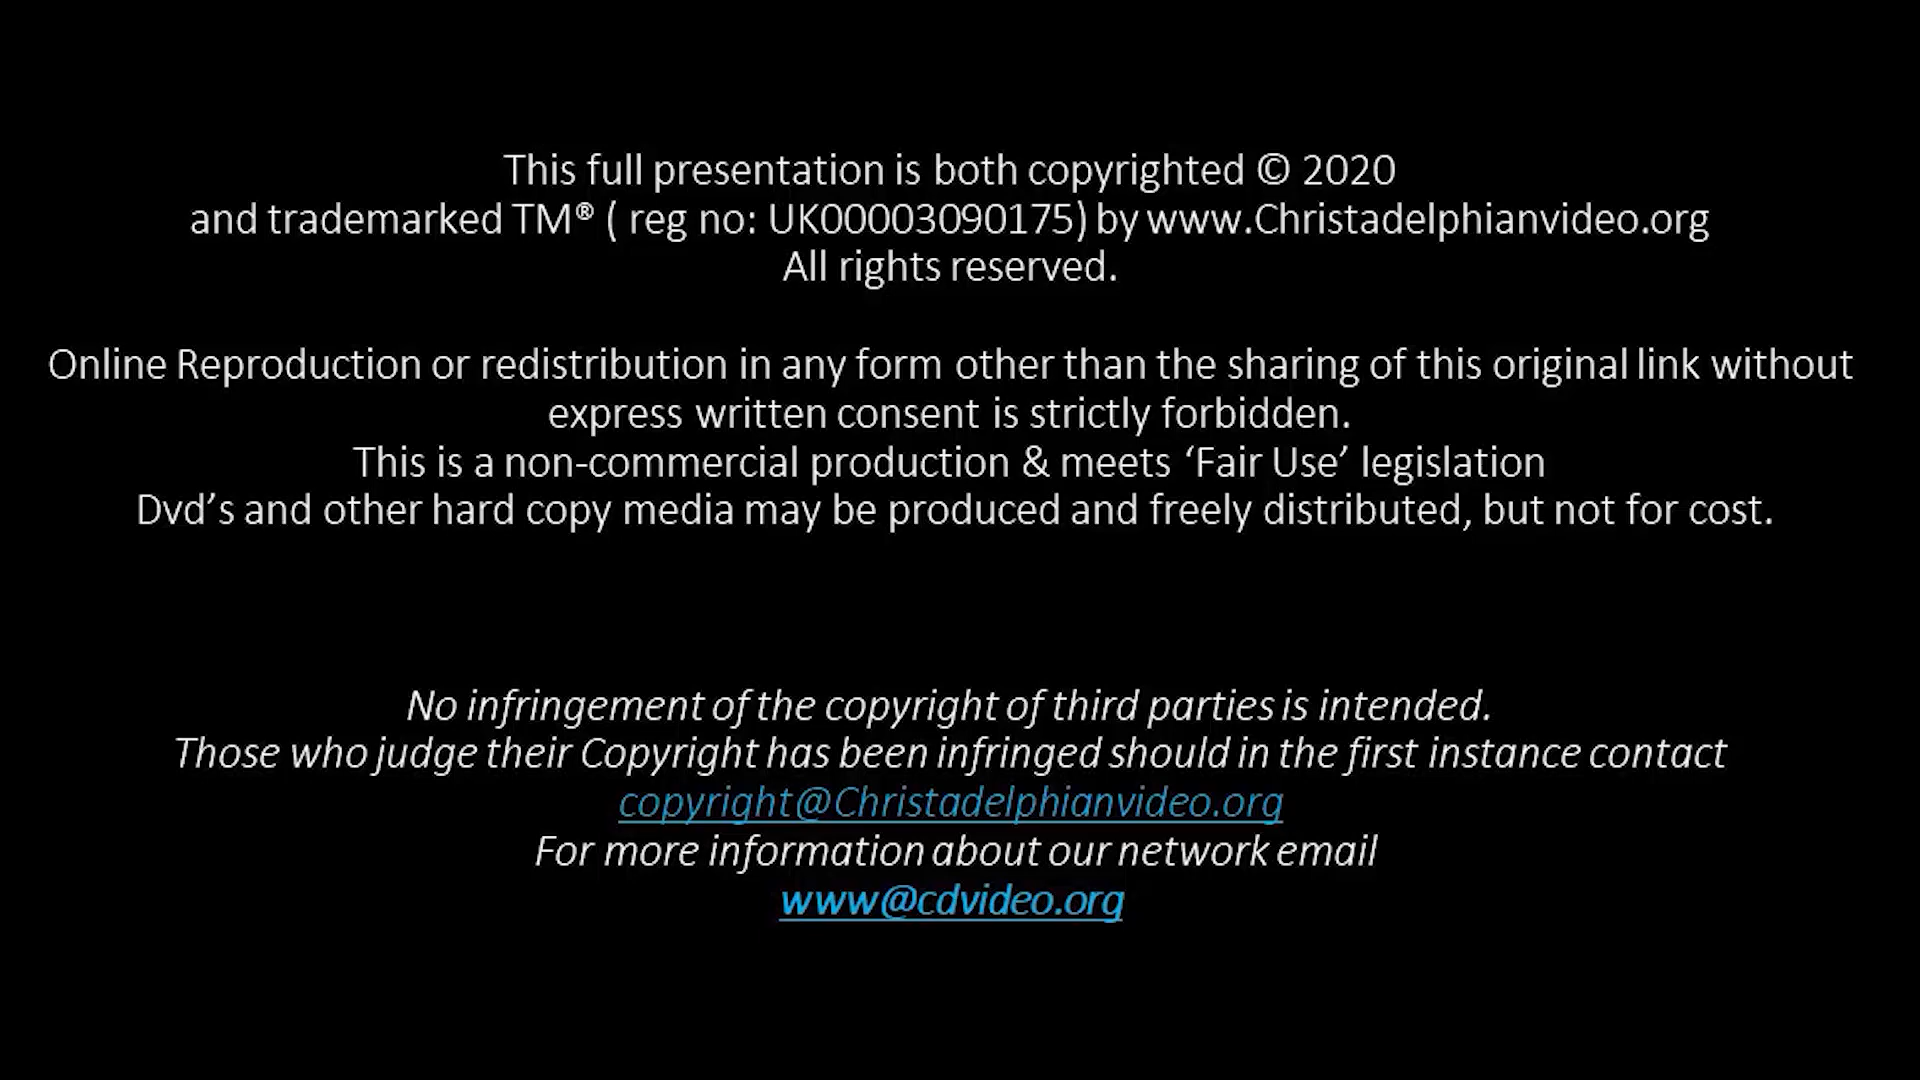 This full presentation is both copyrighted © 2020
and trademarked TM® ( reg no: UK00003090175) by www.Christadelphianvideo.org
All rights reserved.
Online Reproduction or redistribution in any form other than the sharing of this original link without
express written consent is strictly forbidden.
This is a non-commercial production & meets ‘Fair Use’ legislation
Dvd’s and other hard copy media may be produced and freely distributed, but not for cost.
No infringement of the copyright of third parties is intended.
Those who judge their Copyright has been infringed should in the first instance contact
copyright@Christadelphianvideo.org
For more information about our network email
www@cdvideo.org